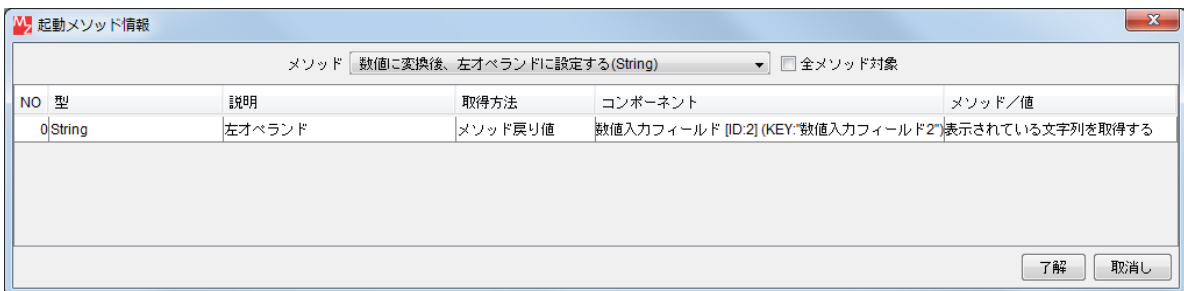 起動メソッド情報
メソッド 数値に変換後、左オペランドに設定する(String) 全メソッド対象
NO 型 説明 取得方法 コンポーネント メソッド／値
0 String 左オペランド メソッド戻り値 数値入力フィールド [ID:2] (KEY:"数値入力フィールド2") 表示されている文字列を取得する
了解 取消し